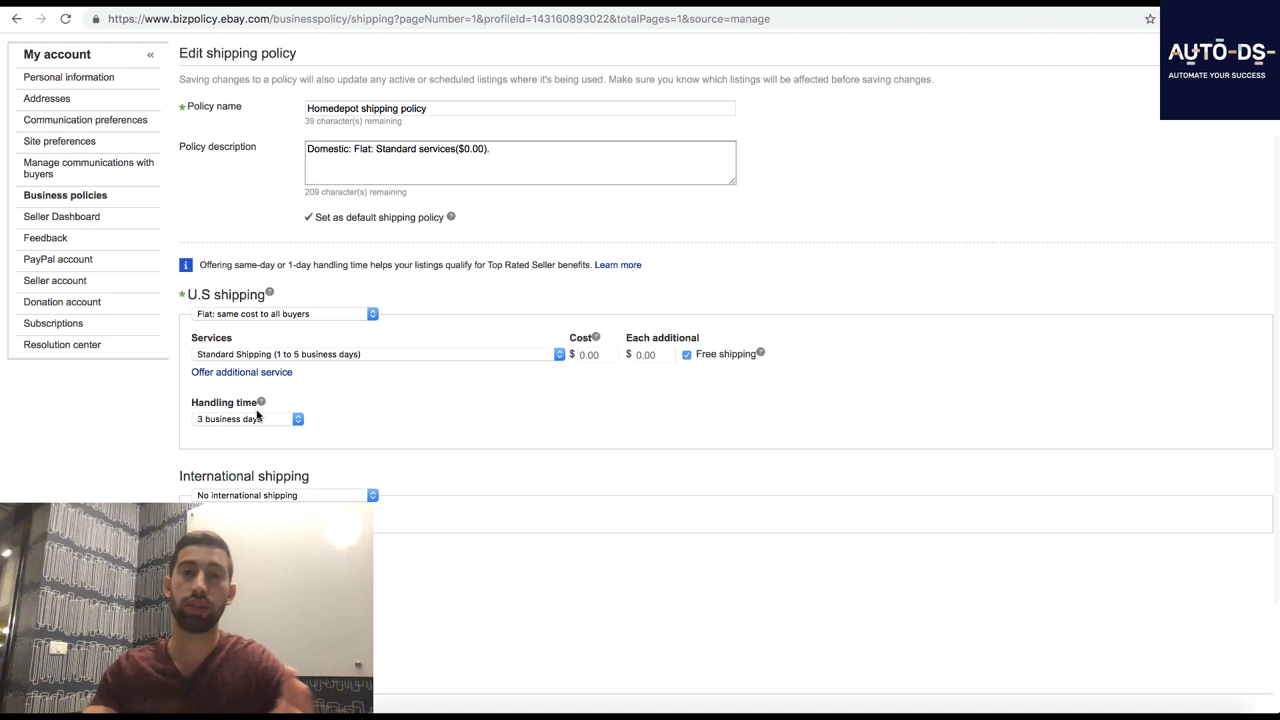 https://www.bizpolicy.ebay.com/businesspolicy/shipping?pageNumber=1&profileId=143160893022&totalPages=1&source=manage
AUTO-DS-
AUTOMATE YOUR SUCCESS
My account «
Personal information
Addresses
Communication preferences
Site preferences
Manage communications with
buyers
Business policies
Seller Dashboard
Feedback
PayPal account
Seller account
Donation account
Subscriptions
Resolution center
Edit shipping policy
Saving changes to a policy will also update any active or scheduled listings where it's being used. Make sure you know which listings will be affected before saving changes.
* Policy name
Homedepot shipping policy
39 character(s) remaining
Policy description
Domestic: Flat: Standard services($0.00).
209 character(s) remaining
✓ Set as default shipping policy ?
i Offering same-day or 1-day handling time helps your listings qualify for Top Rated Seller benefits. Learn more
* U.S shipping ?
Flat: same cost to all buyers
Services Cost ? Each additional
Standard Shipping (1 to 5 business days) $ 0.00 $ 0.00 Free shipping ?
Offer additional service
Handling time ?
3 business days
International shipping
No international shipping